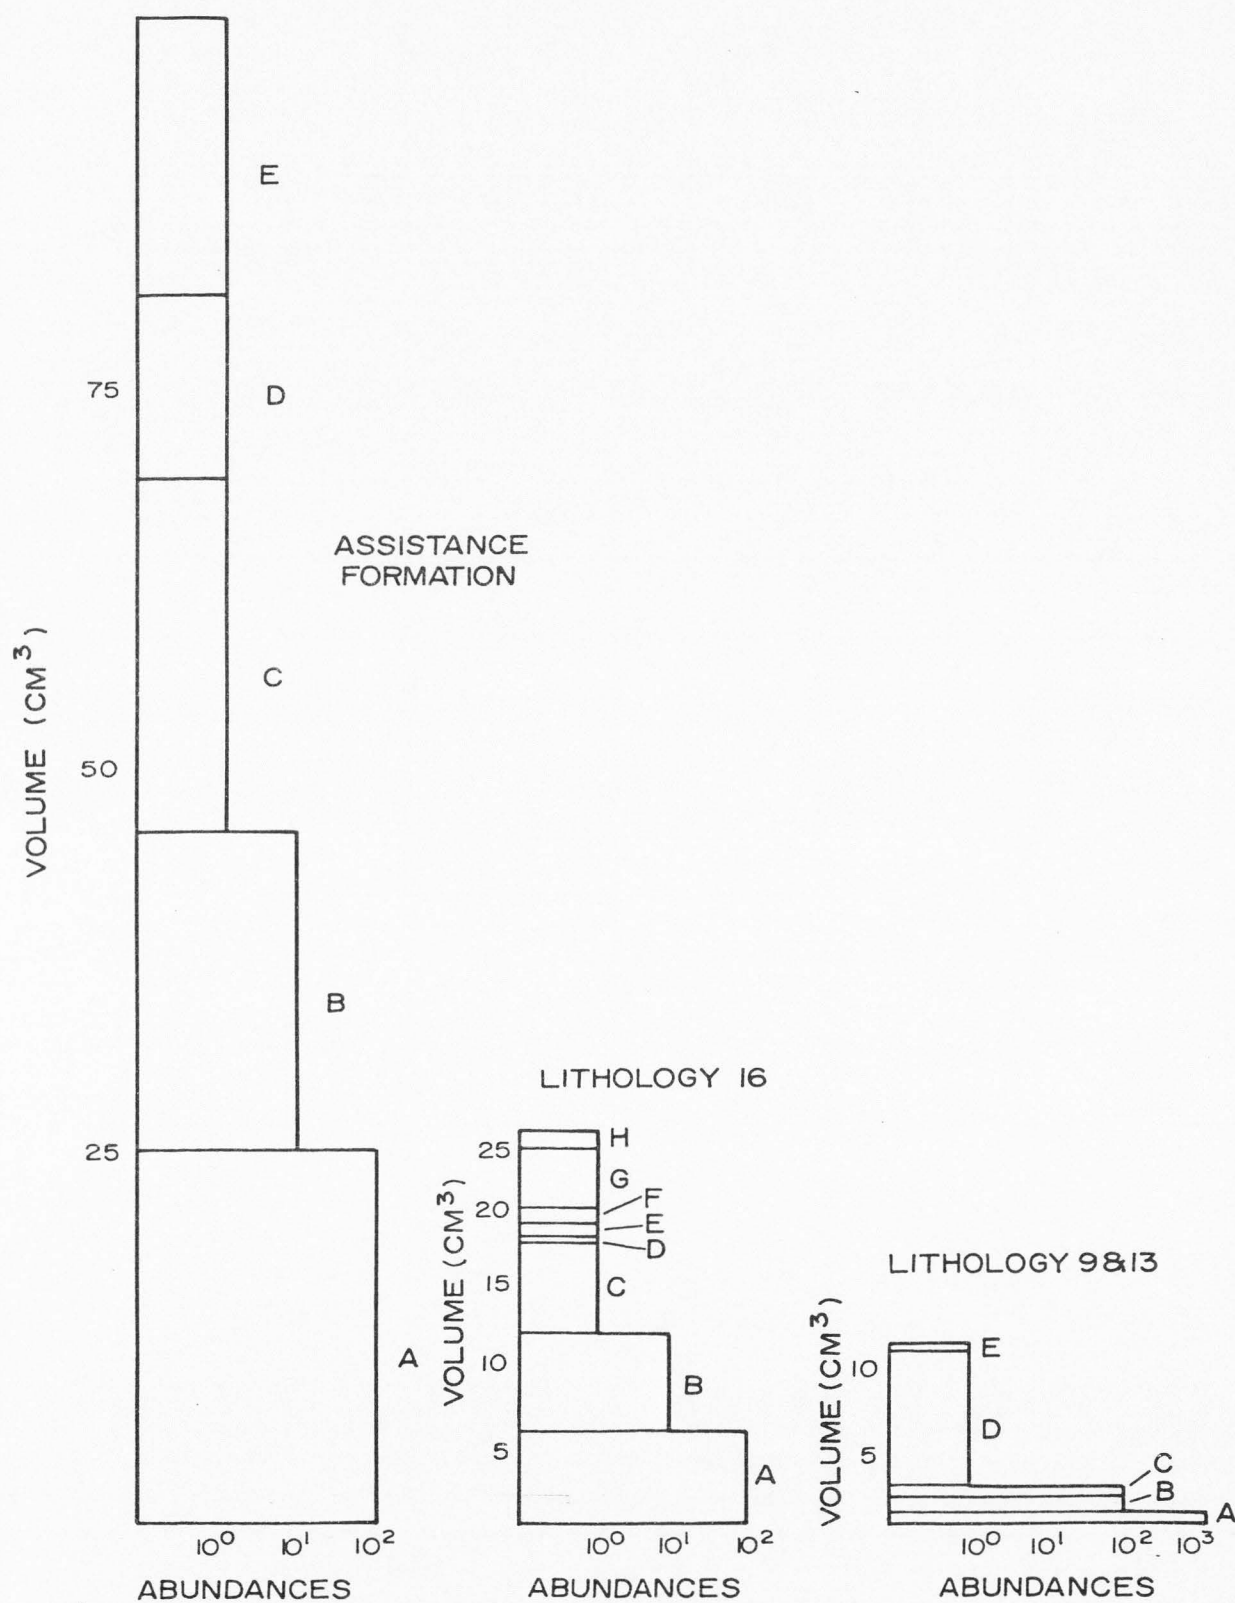 E
75
D
ASSISTANCE
FORMATION
C
VOLUME (CM³)
50
B
25
A
10⁰ 10¹ 10²
ABUNDANCES
LITHOLOGY 16
H
25
G
F
20
E
D
15
C
VOLUME (CM³)
10
B
5
A
10⁰ 10¹ 10²
ABUNDANCES
LITHOLOGY 9&13
E
10
D
VOLUME (CM³)
5
C
B
A
10⁰ 10¹ 10² 10³
ABUNDANCES